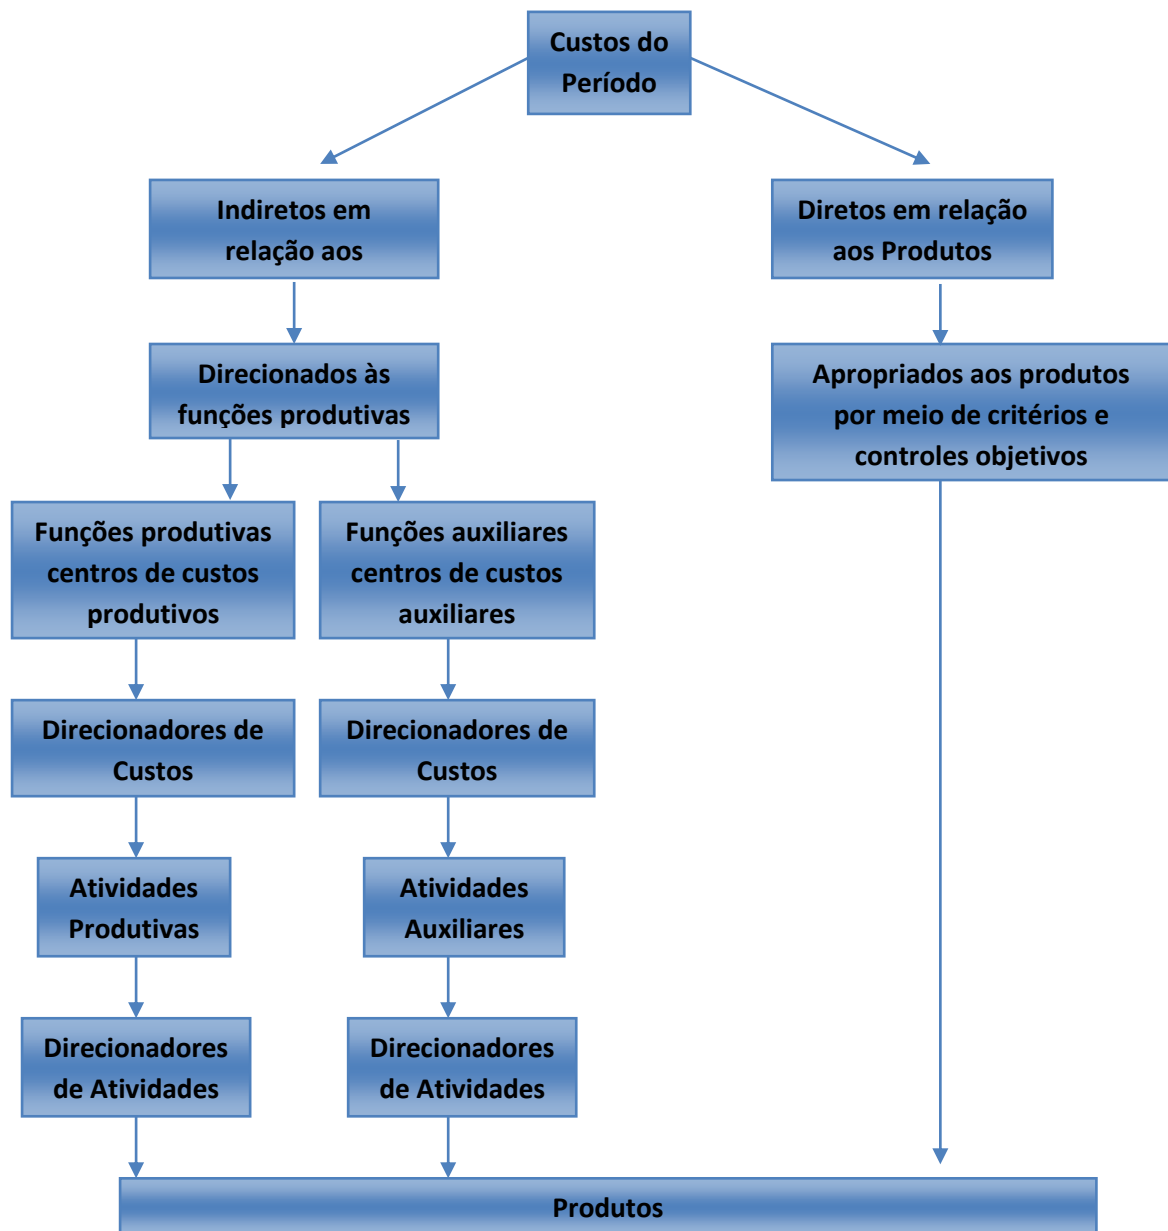 Custos do
Período
Indiretos em
relação aos
Diretos em relação
aos Produtos
Direcionados às
funções produtivas
Apropriados aos produtos
por meio de critérios e
controles objetivos
Funções produtivas
centros de custos
produtivos
Funções auxiliares
centros de custos
auxiliares
Direcionadores de
Custos
Direcionadores de
Custos
Atividades
Produtivas
Atividades
Auxiliares
Direcionadores
de Atividades
Direcionadores
de Atividades
Produtos